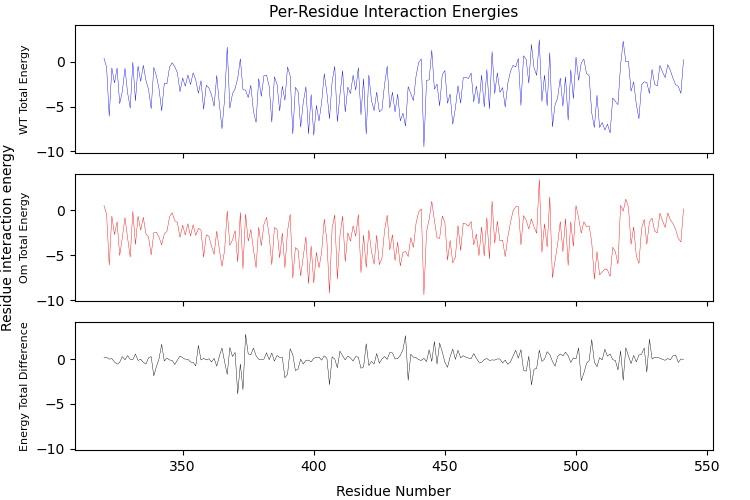 Per-Residue Interaction Energies
WT Total Energy
0
−5
−10
Residue interaction energy
Om Total Energy
0
−5
−10
Energy Total Difference
0
−5
−10
350 400 450 500 550
Residue Number